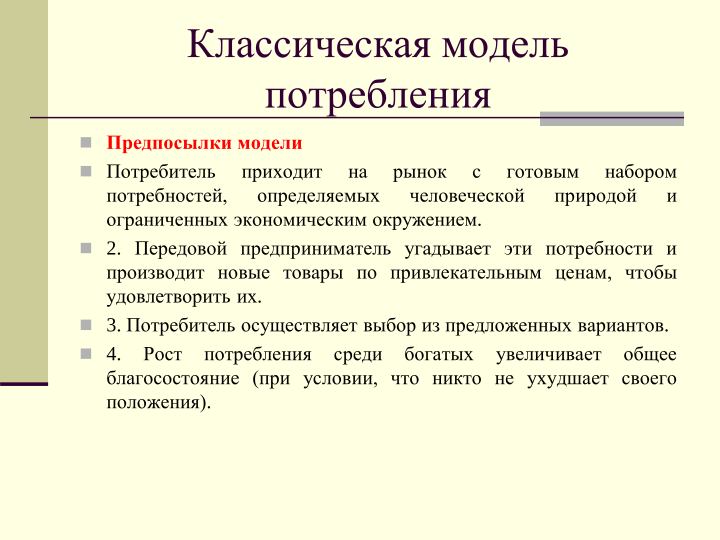 Классическая модель
потребления
Предпосылки модели
Потребитель приходит на рынок с готовым набором
потребностей, определяемых человеческой природой и
ограниченных экономическим окружением.
2. Передовой предприниматель угадывает эти потребности и
производит новые товары по привлекательным ценам, чтобы
удовлетворить их.
3. Потребитель осуществляет выбор из предложенных вариантов.
4. Рост потребления среди богатых увеличивает общее
благосостояние (при условии, что никто не ухудшает своего
положения).